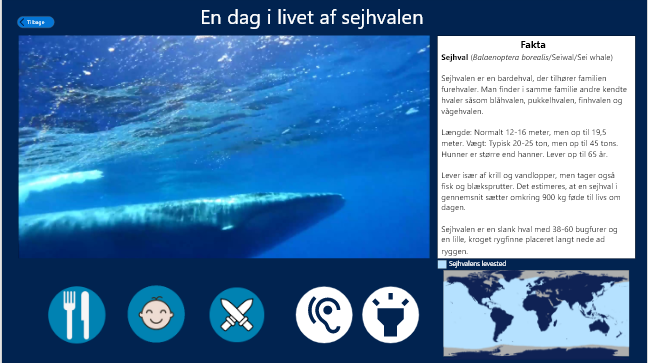 En dag i livet af sejhvalen
Tilbage
Fakta
Sejhval (Balaenoptera borealis/Seiwal/Sei whale)
Sejhvalen er en bardehval, der tilhører familien
furehvaler. Man finder i samme familie andre kendte
hvaler såsom blåhvalen, pukkelhvalen, finhvalen og
vågehvalen.
Længde: Normalt 12-16 meter, men op til 19,5
meter. Vægt: Typisk 20-25 ton, men op til 45 tons.
Hunner er større end hanner. Lever op til 65 år.
Lever især af krill og vandlopper, men tager også
fisk og blæksprutter. Det estimeres, at en sejhval i
gennemsnit sætter omkring 900 kg føde til livs om
dagen.
Sejhvalen er en slank hval med 38-60 bugfurer og
en lille, kroget rygfinne placeret langt nede ad
ryggen.
Sejhvalens levested